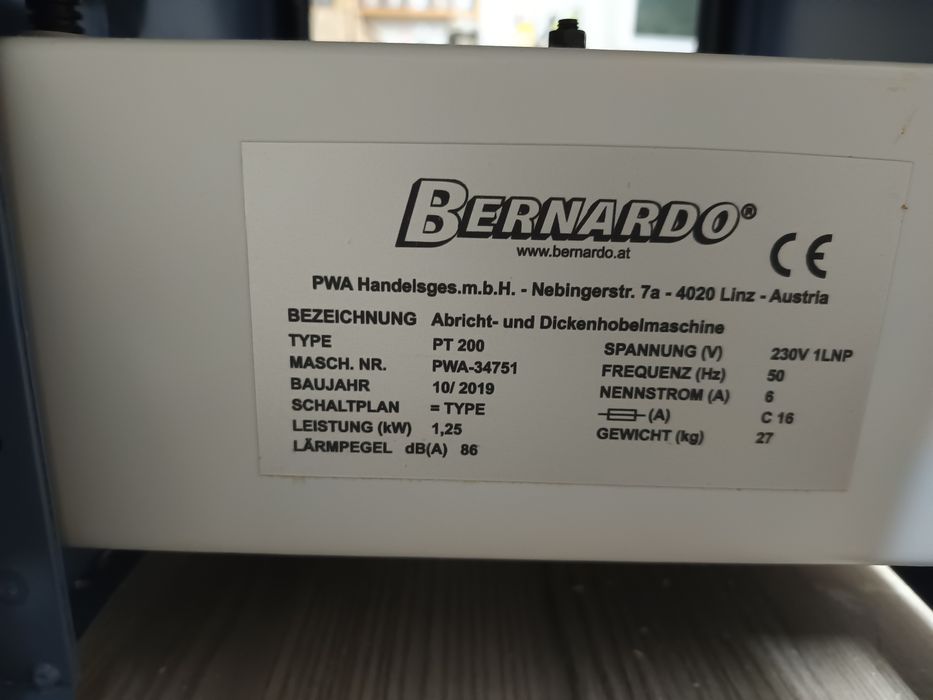 BERNARDO®
www.bernardo.at
CE
PWA Handelsges.m.b.H. - Nebingerstr. 7a - 4020 Linz - Austria
BEZEICHNUNG Abricht- und Dickenhobelmaschine
TYPE PT 200
MASCH. NR. PWA-34751
BAUJAHR 10/ 2019
SCHALTPLAN = TYPE
LEISTUNG (kW) 1,25
LÄRMPEGEL dB(A) 86
SPANNUNG (V) 230V 1LNP
FREQUENZ (Hz) 50
NENNSTROM (A) 6
(A) C 16
GEWICHT (kg) 27